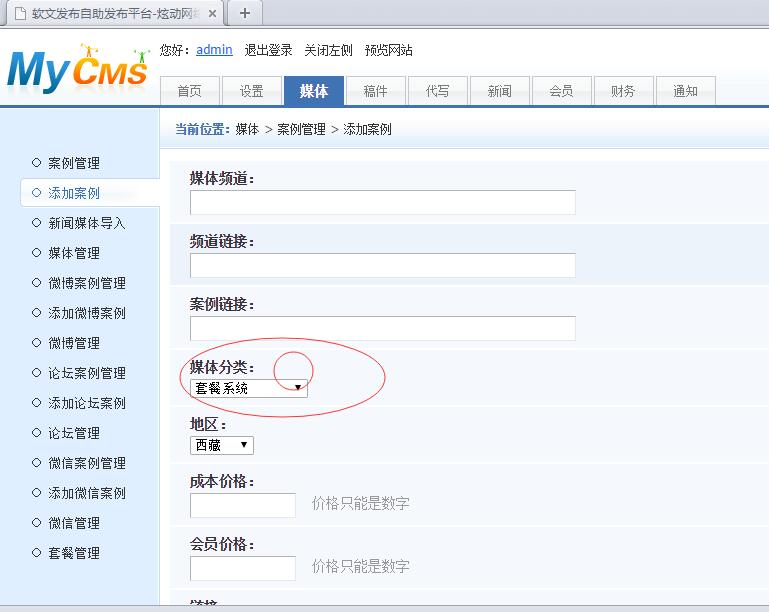 软文发布自助发布平台-炫动网
MyCMS
您好：admin 退出登录 关闭左侧 预览网站
首页 设置 媒体 稿件 代写 新闻 会员 财务 通知
当前位置：媒体 > 案例管理 > 添加案例
案例管理
添加案例
新闻媒体导入
媒体管理
微博案例管理
添加微博案例
微博管理
论坛案例管理
添加论坛案例
论坛管理
微信案例管理
添加微信案例
微信管理
套餐管理
媒体频道：
频道链接：
案例链接：
媒体分类：
套餐系统
地区：
西藏
成本价格：
价格只能是数字
会员价格：
价格只能是数字